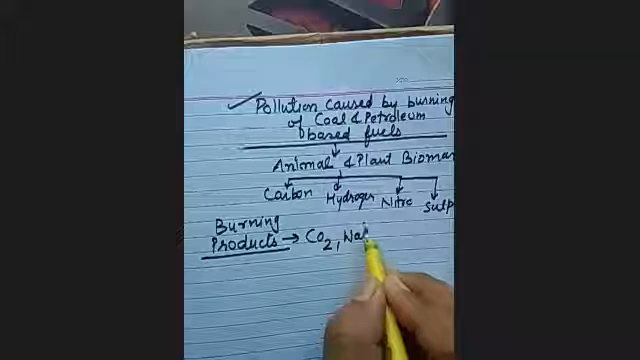 Pollution caused by burning
of Coal & Petroleum
based fuels
Animal & Plant Biomas
Carbon Hydrogen Nitro Sulp
Burning
Products → CO2, Na